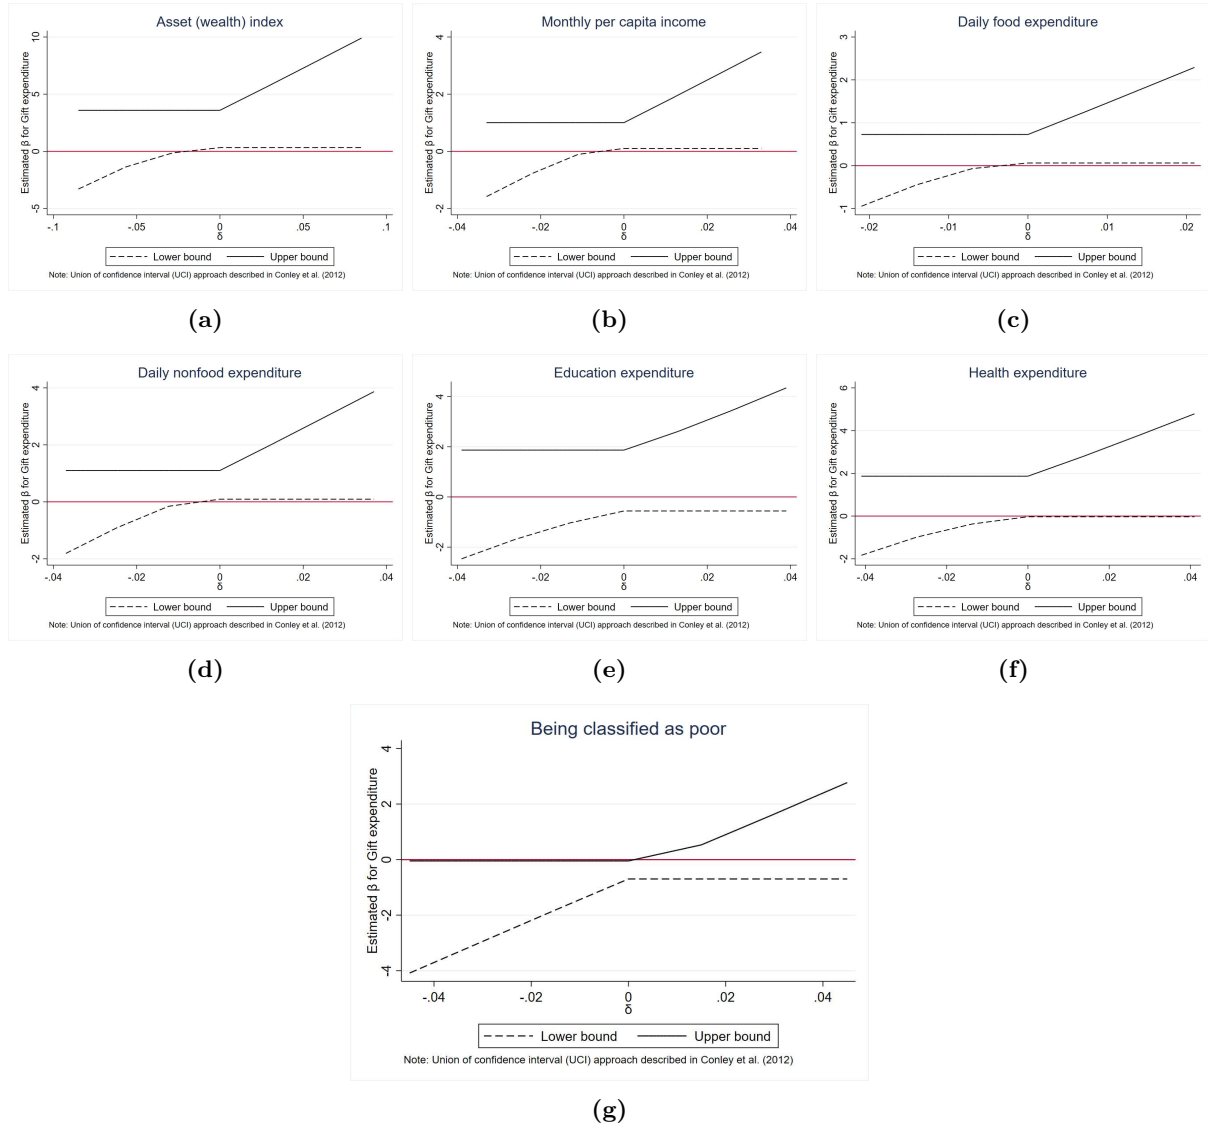 Asset (wealth) index
Estimated β for Gift expenditure
10
5
0
-5
-.1
-.05
0
.05
.1
δ
Lower bound
Upper bound
Note: Union of confidence interval (UCI) approach described in Conley et al. (2012)
(a)
Monthly per capita income
Estimated β for Gift expenditure
4
2
0
-2
-.04
-.02
0
.02
.04
δ
Lower bound
Upper bound
Note: Union of confidence interval (UCI) approach described in Conley et al. (2012)
(b)
Daily food expenditure
Estimated β for Gift expenditure
3
2
1
0
-1
-.02
-.01
0
.01
.02
δ
Lower bound
Upper bound
Note: Union of confidence interval (UCI) approach described in Conley et al. (2012)
(c)
Daily nonfood expenditure
Estimated β for Gift expenditure
4
2
0
-2
-.04
-.02
0
.02
.04
δ
Lower bound
Upper bound
Note: Union of confidence interval (UCI) approach described in Conley et al. (2012)
(d)
Education expenditure
Estimated β for Gift expenditure
4
2
0
-2
-.04
-.02
0
.02
.04
δ
Lower bound
Upper bound
Note: Union of confidence interval (UCI) approach described in Conley et al. (2012)
(e)
Health expenditure
Estimated β for Gift expenditure
6
4
2
0
-2
-.04
-.02
0
.02
.04
δ
Lower bound
Upper bound
Note: Union of confidence interval (UCI) approach described in Conley et al. (2012)
(f)
Being classified as poor
Estimated β for Gift expenditure
4
2
0
-2
-4
-.04
-.02
0
.02
.04
δ
Lower bound
Upper bound
Note: Union of confidence interval (UCI) approach described in Conley et al. (2012)
(g)